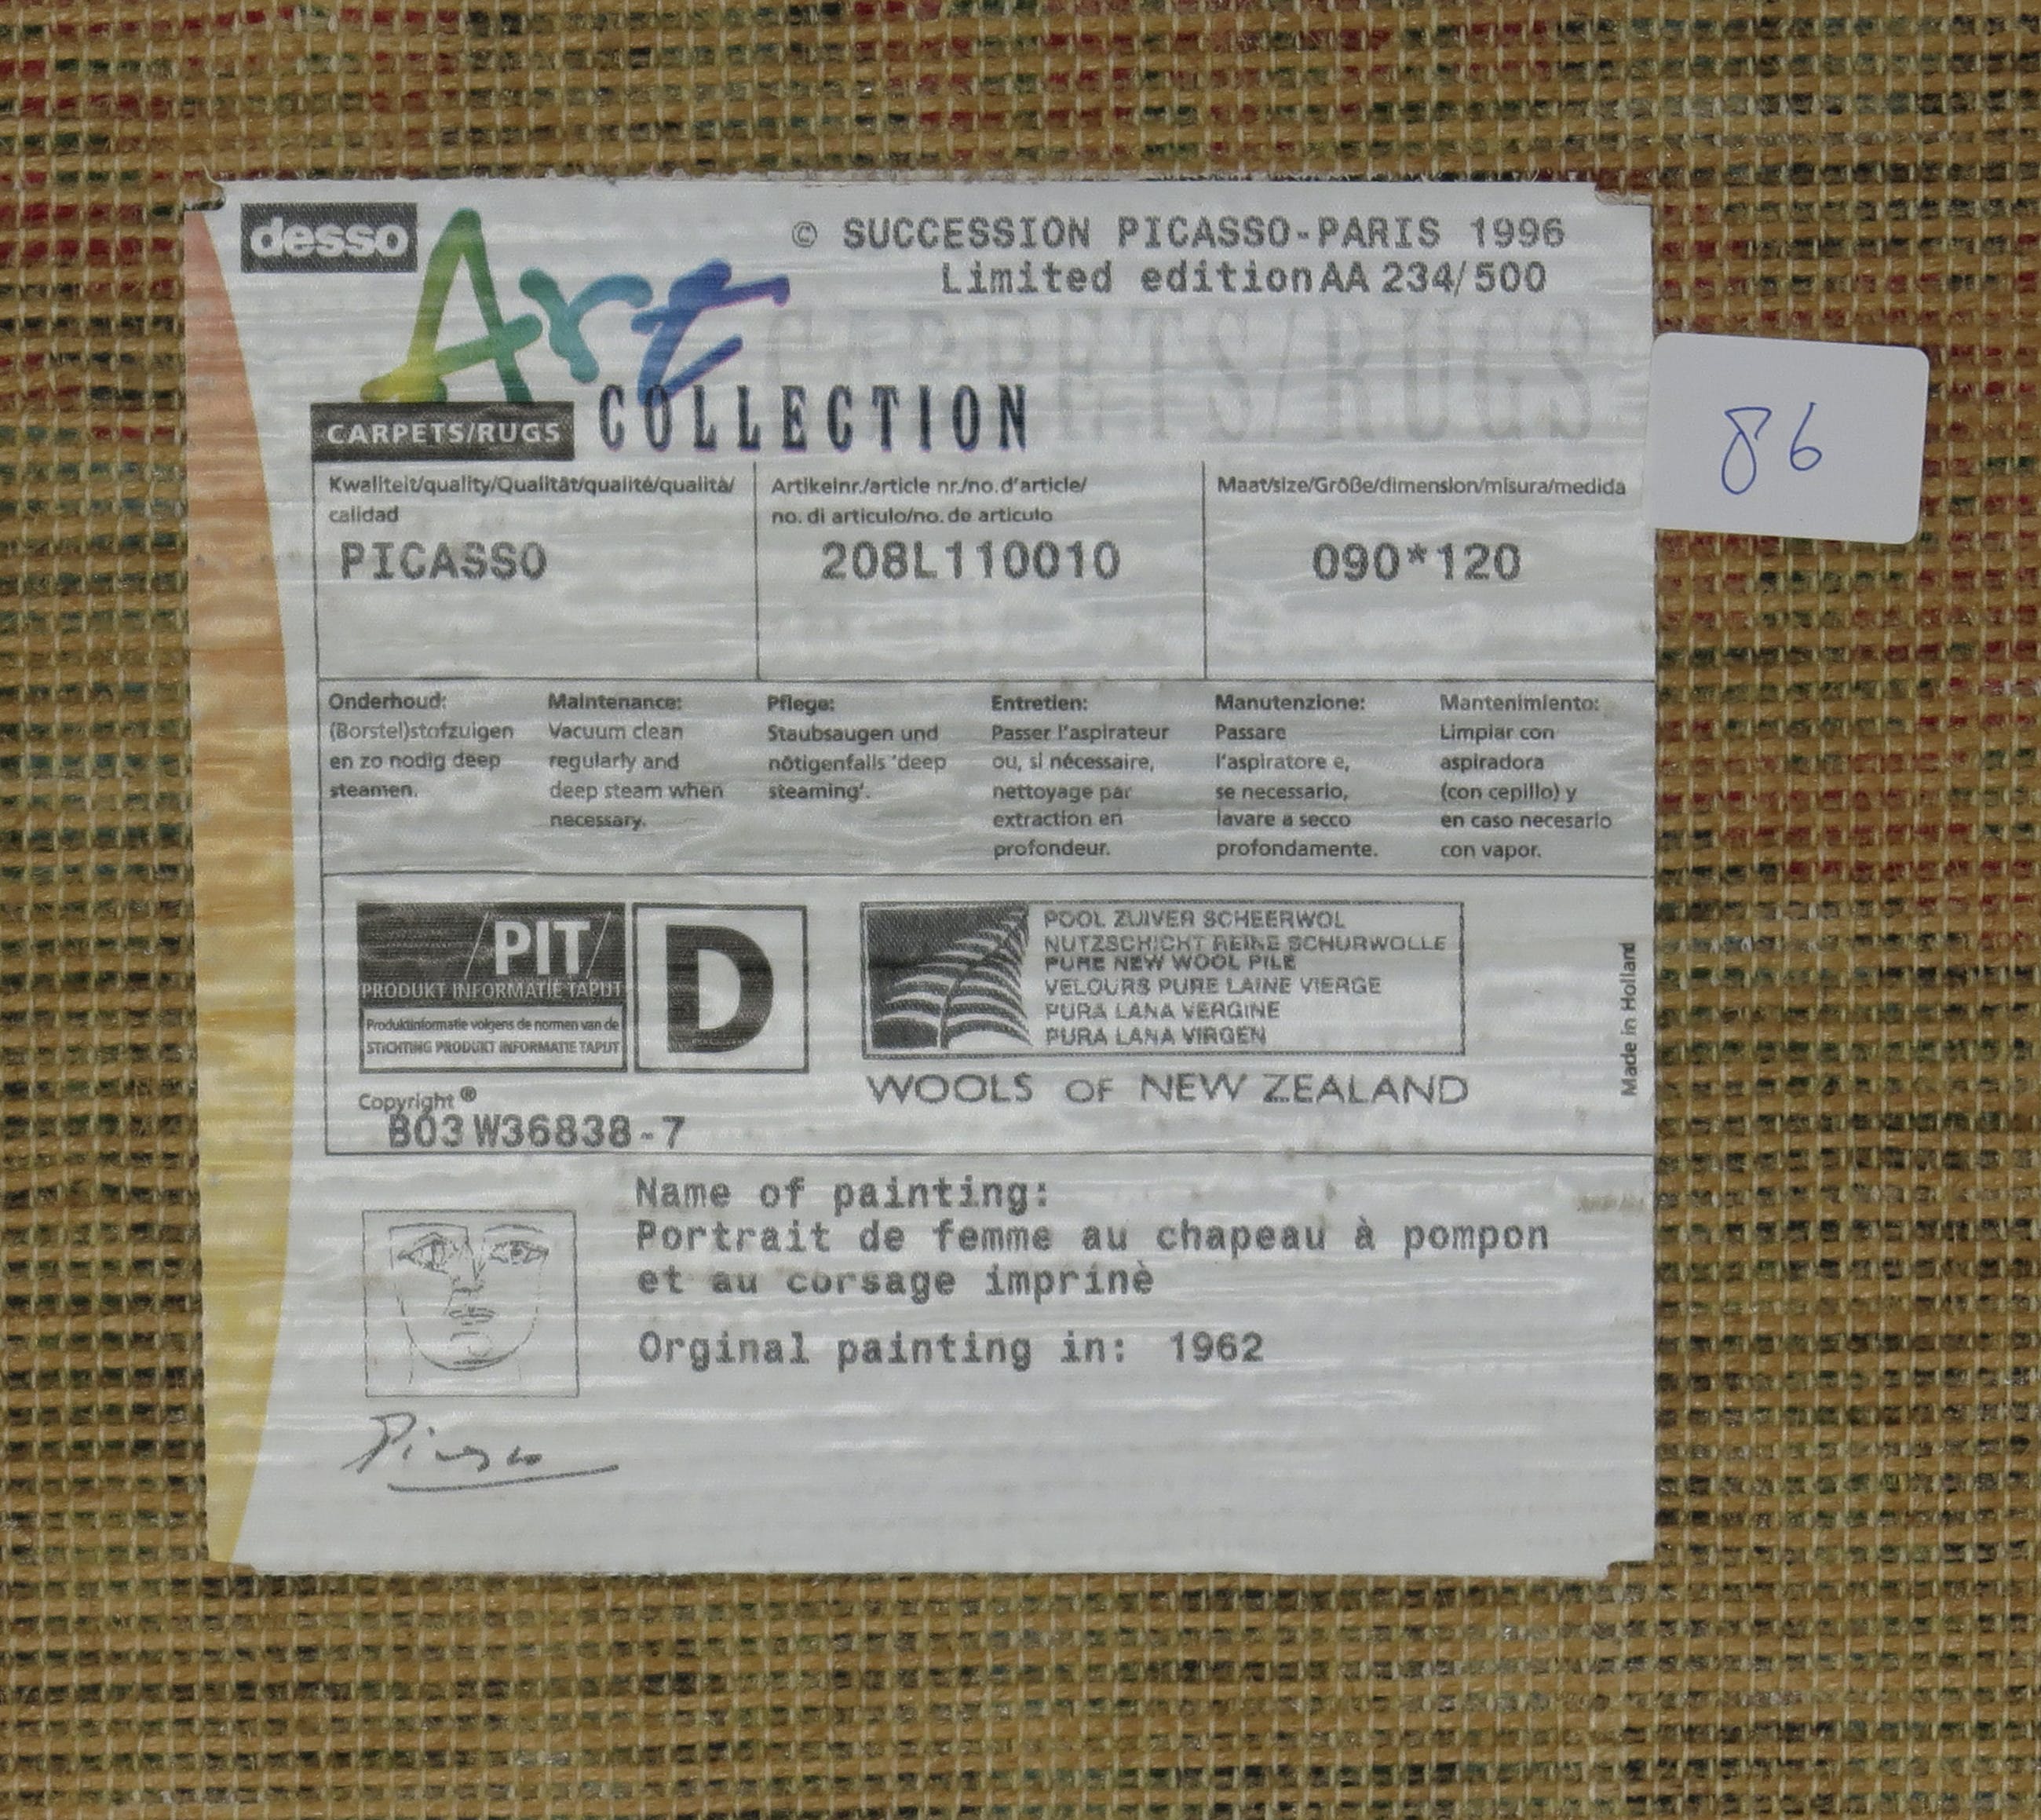 desso
Art
© SUCCESSION PICASSO-PARIS 1996
Limited edition AA 234/500
CARPETS/RUGS
CARPETS/RUGS
COLLECTION
86
Kwaliteit/quality/Qualität/qualité/qualità/
calidad
PICASSO
Artikelnr./article nr./no.d'article/
no. di articulo/no. de articulo
208L110010
Maat/size/Größe/dimension/misura/medida
090*120
Onderhoud:
(Borstel)stofzuigen
en zo nodig deep
steamen.
Maintenance:
Vacuum clean
regularly and
deep steam when
necessary.
Pflege:
Staubsaugen und
nötigenfalls 'deep
steaming'.
Entretien:
Passer l'aspirateur
ou, si nécessaire,
nettoyage par
extraction en
profondeur.
Manutenzione:
Passare
l'aspiratore e,
se necessario,
lavare a secco
profondamente.
Mantenimiento:
Limpiar con
aspiradora
(con cepillo) y
en caso necesario
con vapor.
PIT
PRODUKT INFORMATIE TAPIJT
Produktinformatie volgens de normen van de
STICHTING PRODUKT INFORMATIE TAPIJT
D
Copyright ®
B03 W36838-7
POOL ZUIVER SCHEERWOL
NUTZSCHICHT REINE SCHURWOLLE
PURE NEW WOOL PILE
VELOURS PURE LAINE VIERGE
PURA LANA VERGINE
PURA LANA VIRGEN
WOOLS OF NEW ZEALAND
Made in Holland
Name of painting:
Portrait de femme au chapeau à pompon
et au corsage imprinè
Orginal painting in: 1962
Picasso